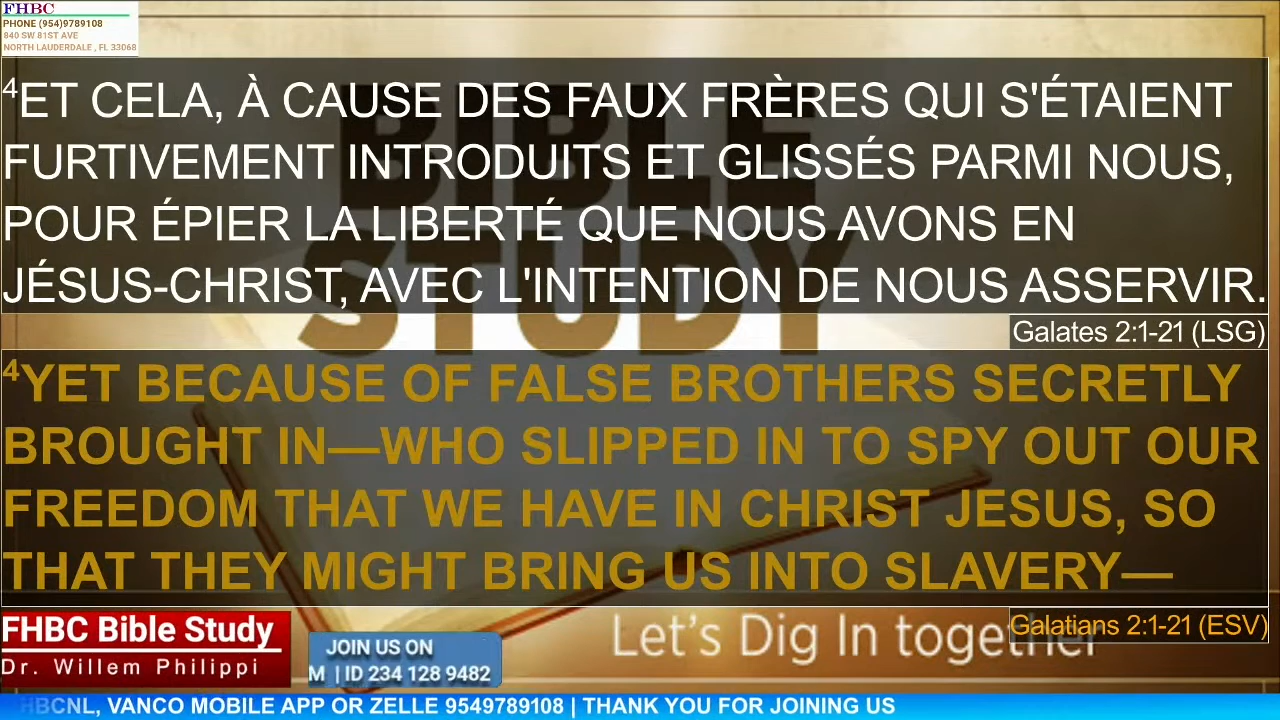 FHBC
PHONE (954)9789108
840 SW 81ST AVE
NORTH LAUDERDALE , FL 33068
BIBLE
STUDY
4ET CELA, À CAUSE DES FAUX FRÈRES QUI S'ÉTAIENT
FURTIVEMENT INTRODUITS ET GLISSÉS PARMI NOUS,
POUR ÉPIER LA LIBERTÉ QUE NOUS AVONS EN
JÉSUS-CHRIST, AVEC L'INTENTION DE NOUS ASSERVIR.
Galates 2:1-21 (LSG)
4YET BECAUSE OF FALSE BROTHERS SECRETLY
BROUGHT IN—WHO SLIPPED IN TO SPY OUT OUR
FREEDOM THAT WE HAVE IN CHRIST JESUS, SO
THAT THEY MIGHT BRING US INTO SLAVERY—
Galatians 2:1-21 (ESV)
Let's Dig In together
FHBC Bible Study
Dr. Willem Philippi
JOIN US ON
M | ID 234 128 9482
HBCNL, VANCO MOBILE APP OR ZELLE 9549789108 | THANK YOU FOR JOINING US